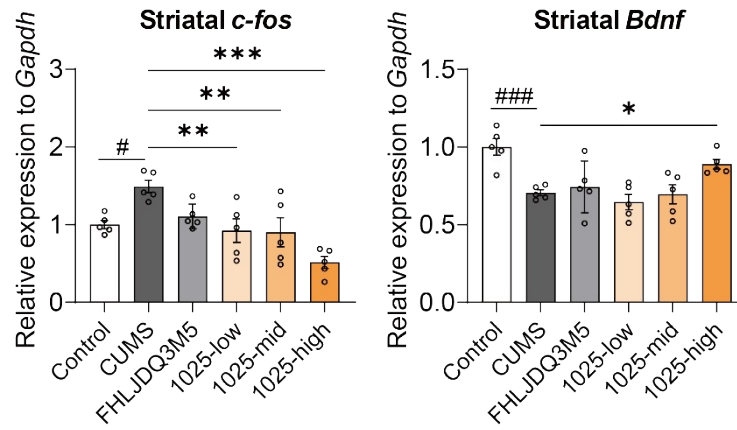 Striatal c-fos
Relative expression to Gapdh
3
2
1
0
#
**
**
***
Control
CUMS
FHLJDQ3M5
1025-low
1025-mid
1025-high
Striatal Bdnf
Relative expression to Gapdh
1.5
1.0
0.5
0.0
###
*
Control
CUMS
FHLJDQ3M5
1025-low
1025-mid
1025-high